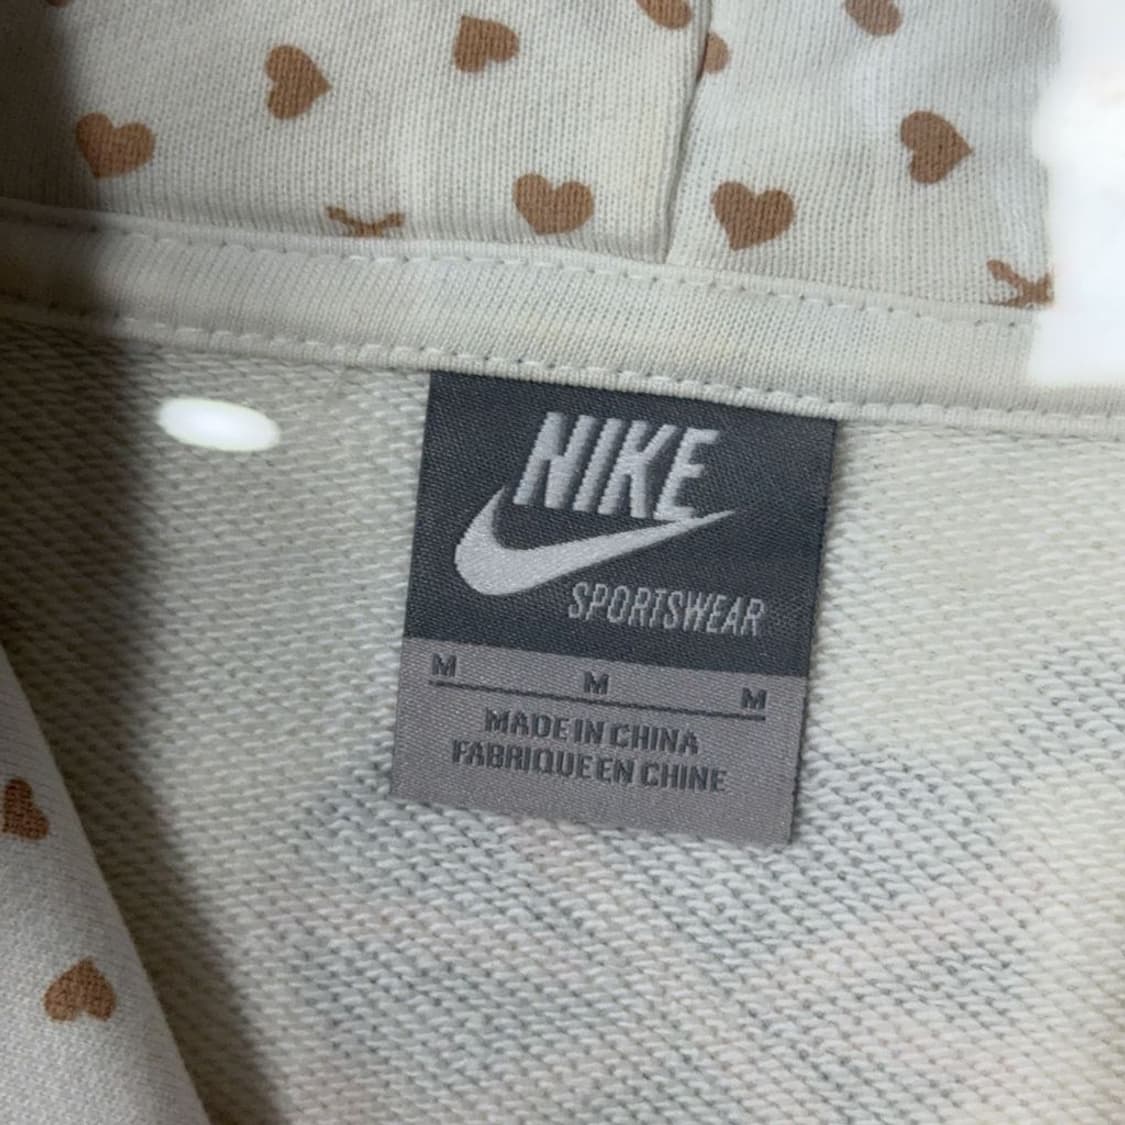 NIKE
SPORTSWEAR
M M M
MADE IN CHINA
FABRIQUE EN CHINE